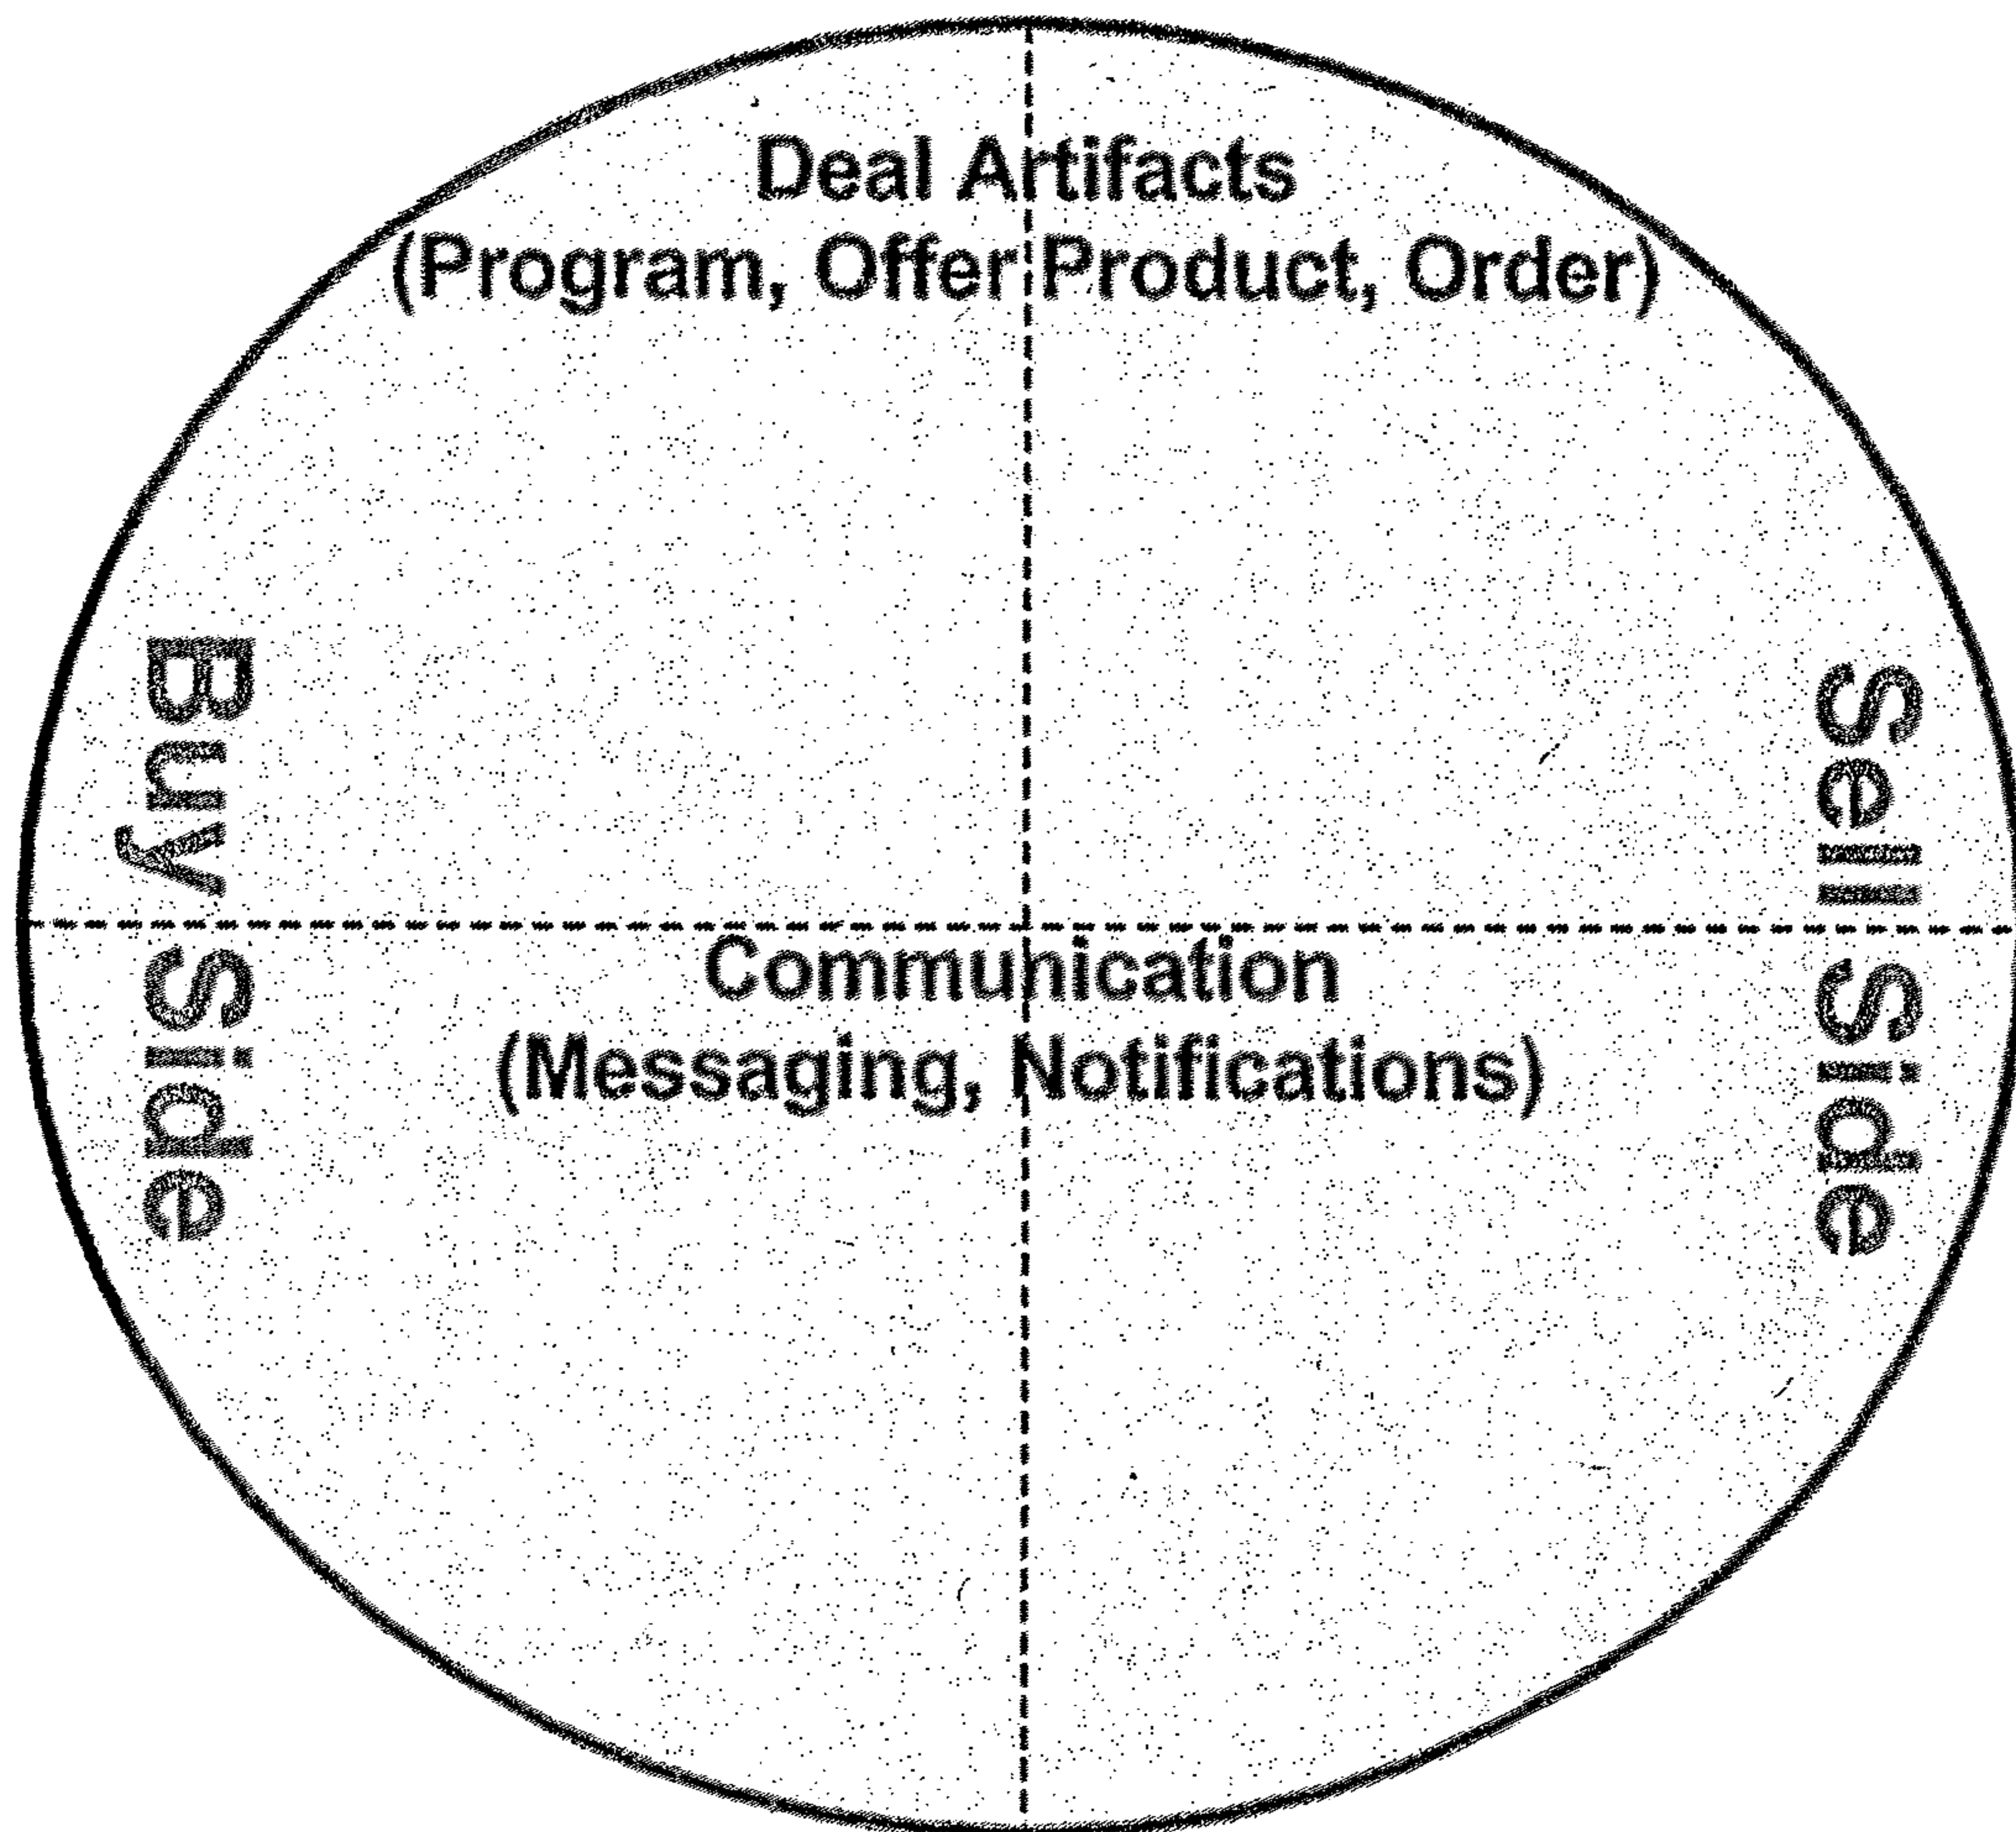 Deal Artifacts
(Program, Offer Product, Order)
Buy Side
Sell Side
Communication
(Messaging, Notifications)